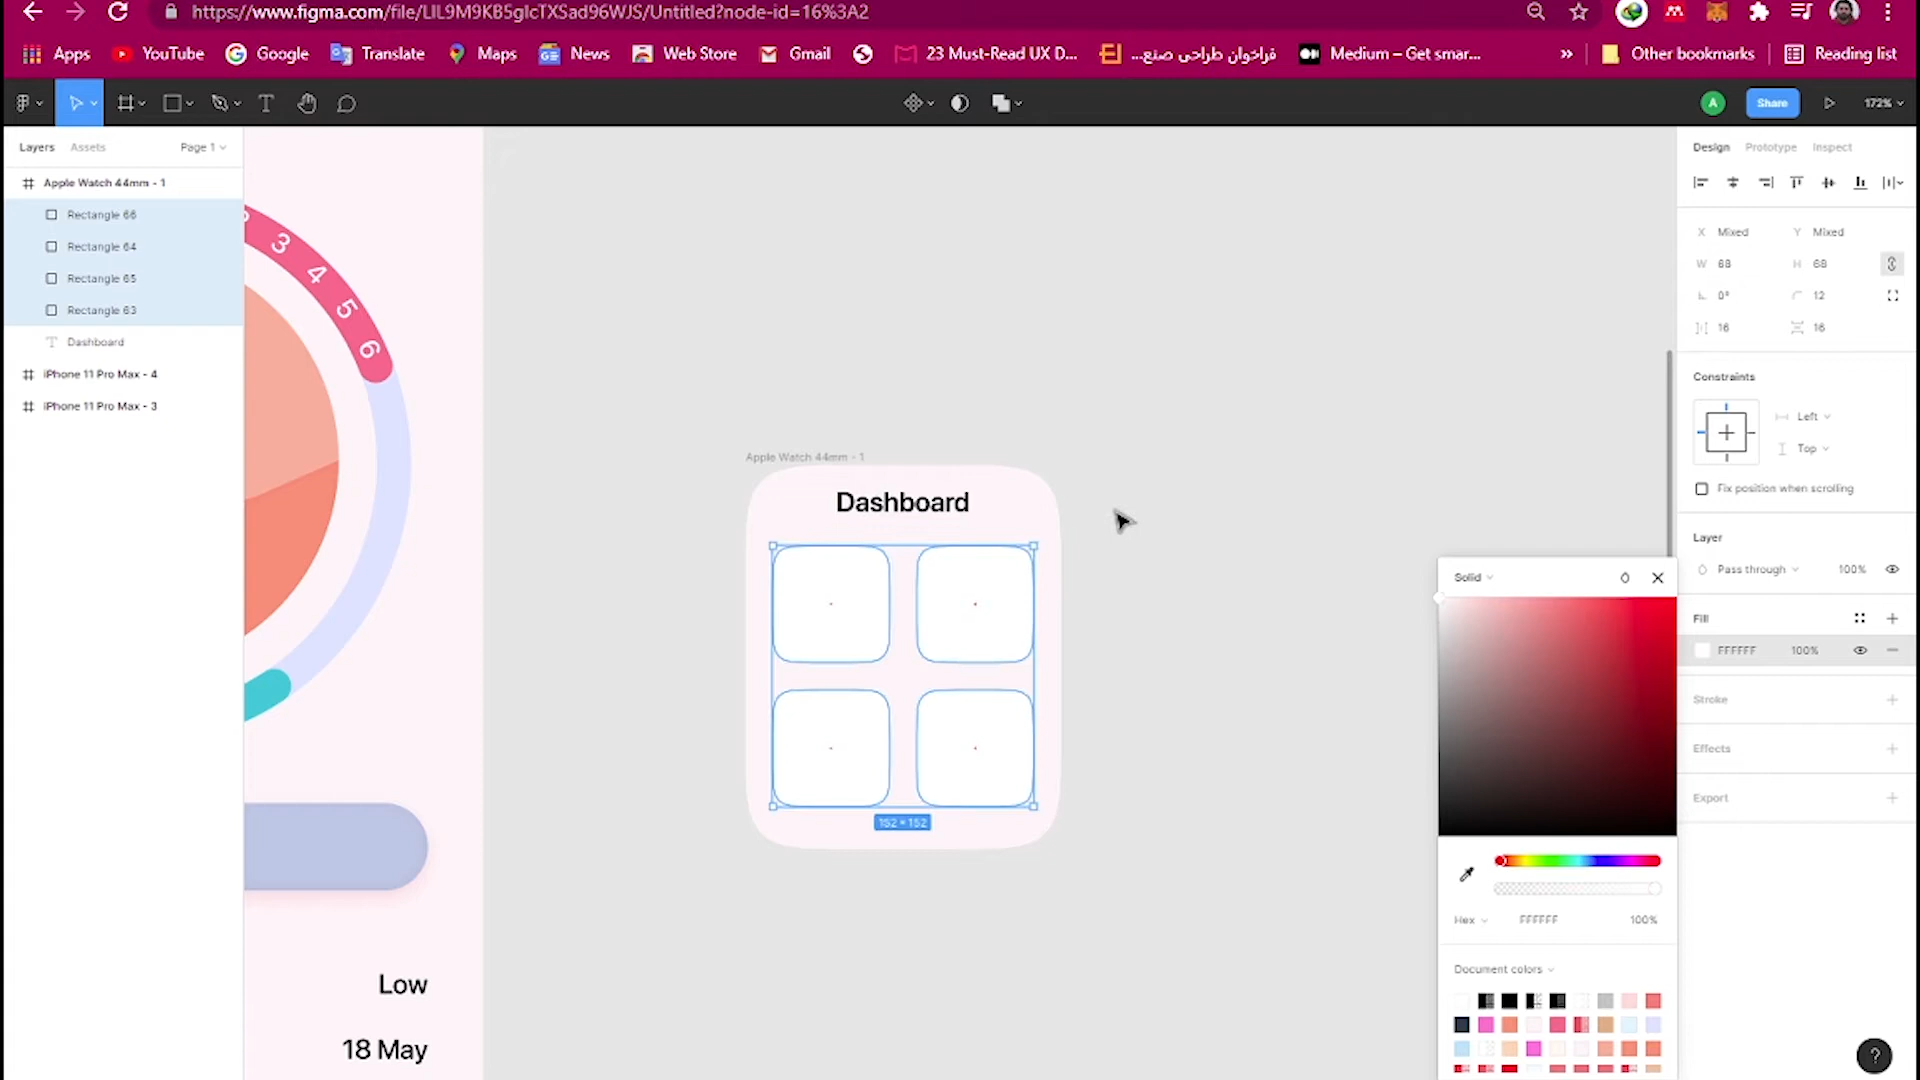 https://www.figma.com/file/LlL9M9KB5glcTXSad96WJS/Untitled?node-id=16%3A2
Apps YouTube Google Translate Maps News Web Store Gmail 23 Must-Read UX D... فراخوان طراحی صنع... Medium – Get smar... » Other bookmarks Reading list
A Share 172%
Layers Assets Page 1
Apple Watch 44mm - 1
Rectangle 66
Rectangle 64
Rectangle 65
Rectangle 63
Dashboard
iPhone 11 Pro Max - 4
iPhone 11 Pro Max - 3
3
4
5
6
Low
18 May
Apple Watch 44mm - 1
Dashboard
152 × 152
Design Prototype Inspect
X Mixed Y Mixed
W 68 H 68
0° 12
16 16
Constraints
Left
Top
Fix position when scrolling
Layer
Pass through 100%
Fill
FFFFFF 100%
Stroke
Effects
Export
Solid
Hex FFFFFF 100%
Document colors
?